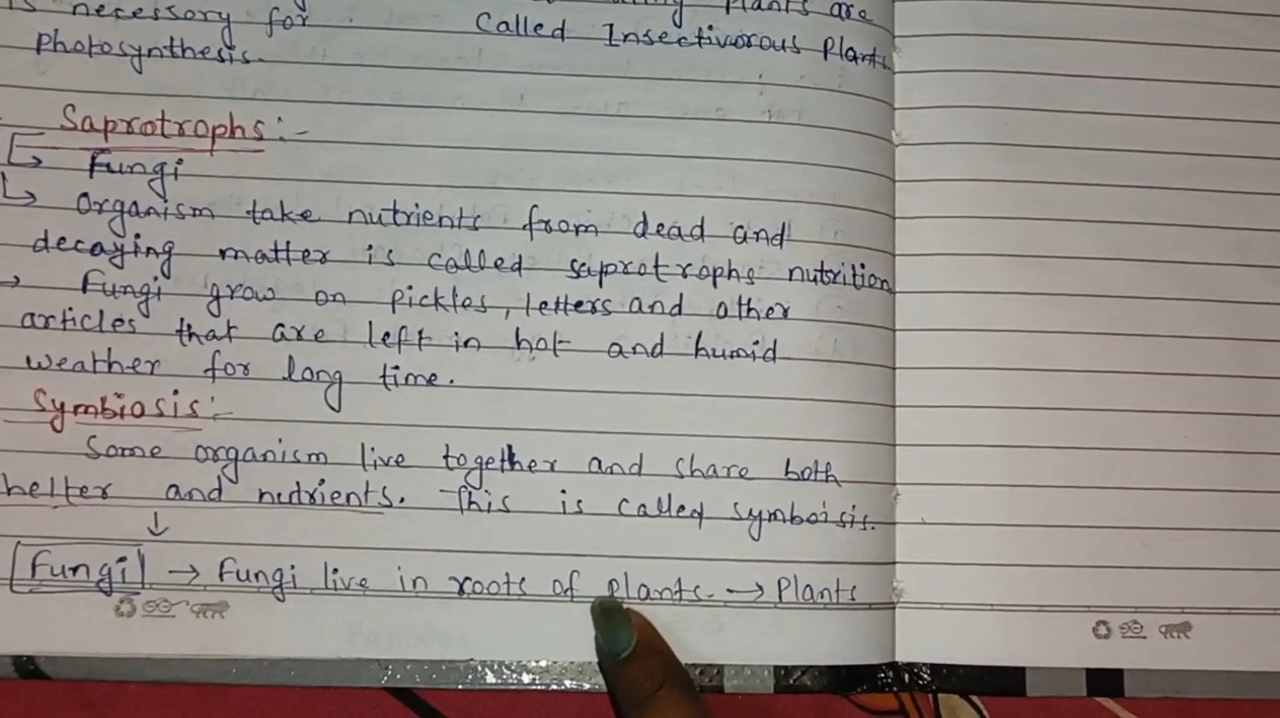 is necessary for
Plants are
Called Insectivorous Plants
photosynthesis.
Saprotrophs:-
Fungi
Organism take nutrients from dead and
decaying matter is called saprotrophs nutrition
→ Fungi grow on pickles, letters and other
articles that are left in hot and humid
weather for long time.
Symbiosis:-
Some organism live together and share both
helter and nutrients. This is called symboisis.
↓
Fungi → Fungi live in roots of plants. → Plants